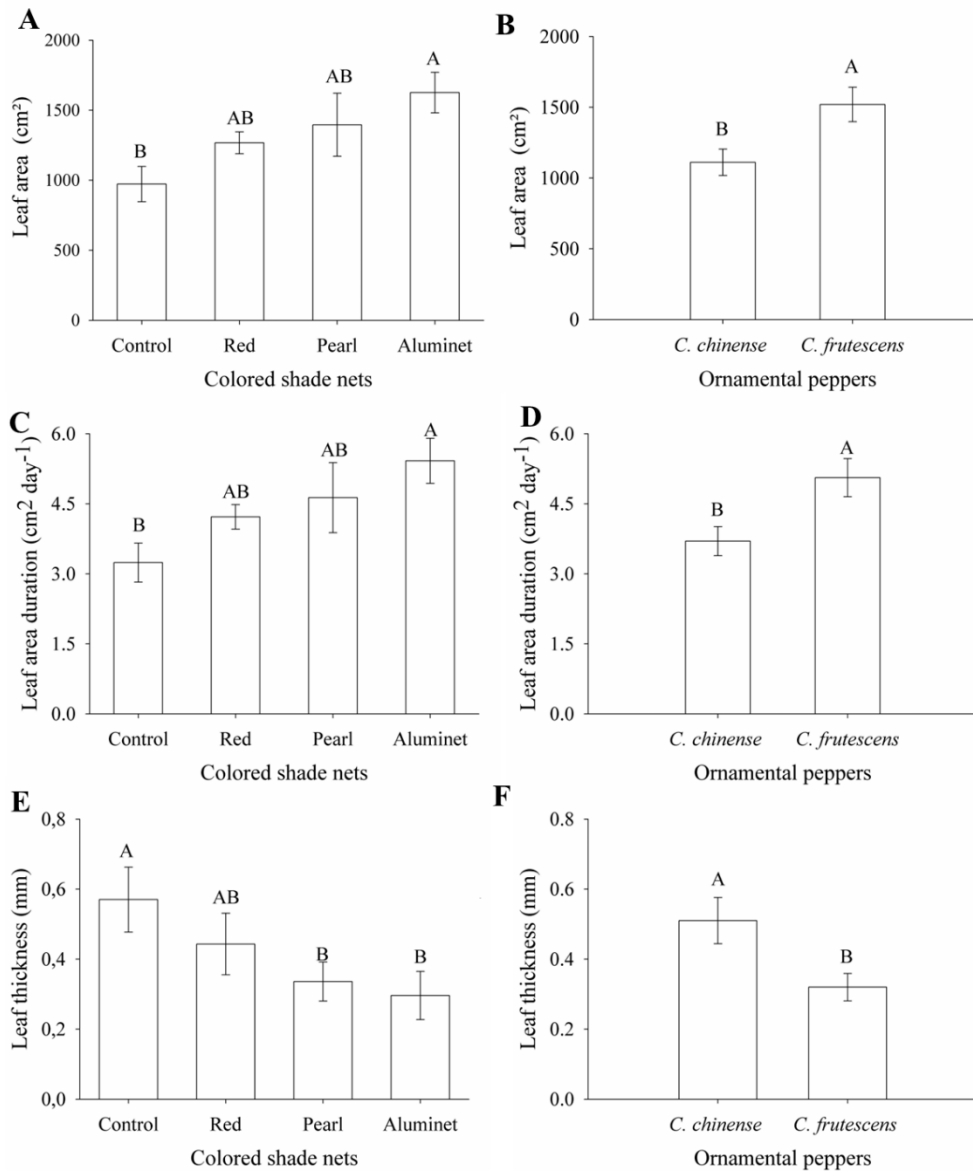 A
Leaf area (cm²)
2000
1500
1000
500
0
B
AB
AB
A
Control
Red
Pearl
Aluminet
Colored shade nets
B
Leaf area (cm²)
2000
1500
1000
500
0
B
A
C. chinense
C. frutescens
Ornamental peppers
C
Leaf area duration (cm² day⁻¹)
6.0
4.5
3.0
1.5
0.0
B
AB
AB
A
Control
Red
Pearl
Aluminet
Colored shade nets
D
Leaf area duration (cm² day⁻¹)
6.0
4.5
3.0
1.5
0.0
B
A
C. chinense
C. frutescens
Ornamental peppers
E
Leaf thickness (mm)
0,8
0,6
0,4
0,2
0,0
A
AB
B
B
Control
Red
Pearl
Aluminet
Colored shade nets
F
Leaf thickness (mm)
0,8
0,6
0,4
0,2
0,0
A
B
C. chinense
C. frutescens
Ornamental peppers